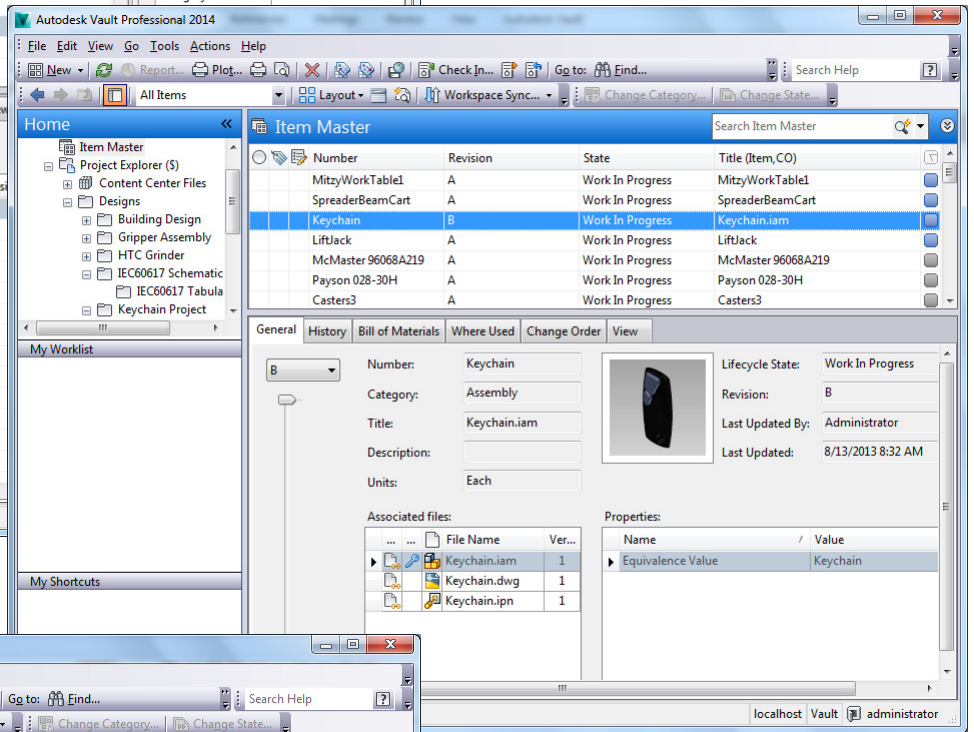 Autodesk Vault Professional 2014
File Edit View Go Tools Actions Help
New Report... Plot... Check In... Go to: Find... Search Help
All Items Layout Workspace Sync... Change Category... Change State...
Home
Item Master
Project Explorer ($)
Content Center Files
Designs
Building Design
Gripper Assembly
HTC Grinder
IEC60617 Schematic
IEC60617 Tabula
Keychain Project
My Worklist
My Shortcuts
Item Master Search Item Master
Number Revision State Title (Item,CO)
MitzyWorkTable1 A Work In Progress MitzyWorkTable1
SpreaderBeamCart A Work In Progress SpreaderBeamCart
Keychain B Work In Progress Keychain.iam
LiftJack A Work In Progress LiftJack
McMaster 96068A219 A Work In Progress McMaster 96068A219
Payson 028-30H A Work In Progress Payson 028-30H
Casters3 A Work In Progress Casters3
General History Bill of Materials Where Used Change Order View
B
Number: Keychain
Category: Assembly
Title: Keychain.iam
Description:
Units: Each
Lifecycle State: Work In Progress
Revision: B
Last Updated By: Administrator
Last Updated: 8/13/2013 8:32 AM
Associated files:
... ... File Name Ver...
Keychain.iam 1
Keychain.dwg 1
Keychain.ipn 1
Properties:
Name / Value
Equivalence Value Keychain
localhost Vault administrator
Go to: Find... Search Help
Change Category... Change State...